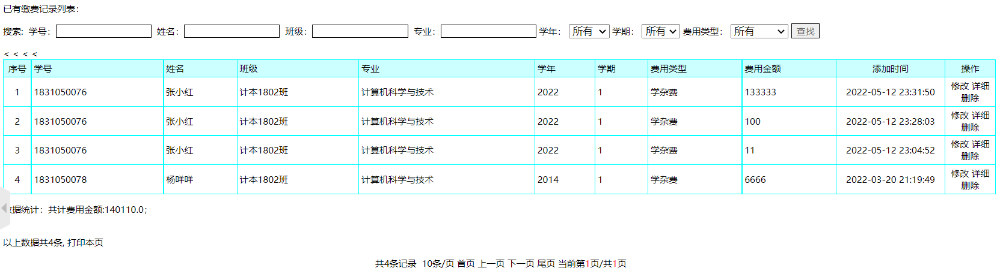 已有缴费记录列表：
搜索: 学号： 姓名： 班级： 专业： 学年： 所有 学期： 所有 费用类型： 所有 查找
< < < <
序号 学号 姓名 班级 专业 学年 学期 费用类型 费用金额 添加时间 操作
1 1831050076 张小红 计本1802班 计算机科学与技术 2022 1 学杂费 133333 2022-05-12 23:31:50 修改 详细
删除
2 1831050076 张小红 计本1802班 计算机科学与技术 2022 1 学杂费 100 2022-05-12 23:28:03 修改 详细
删除
3 1831050076 张小红 计本1802班 计算机科学与技术 2022 1 学杂费 11 2022-05-12 23:04:52 修改 详细
删除
4 1831050078 杨咩咩 计本1802班 计算机科学与技术 2014 1 学杂费 6666 2022-03-20 21:19:49 修改 详细
删除
据统计：共计费用金额:140110.0；
以上数据共4条, 打印本页
共4条记录 10条/页 首页 上一页 下一页 尾页 当前第1页/共1页